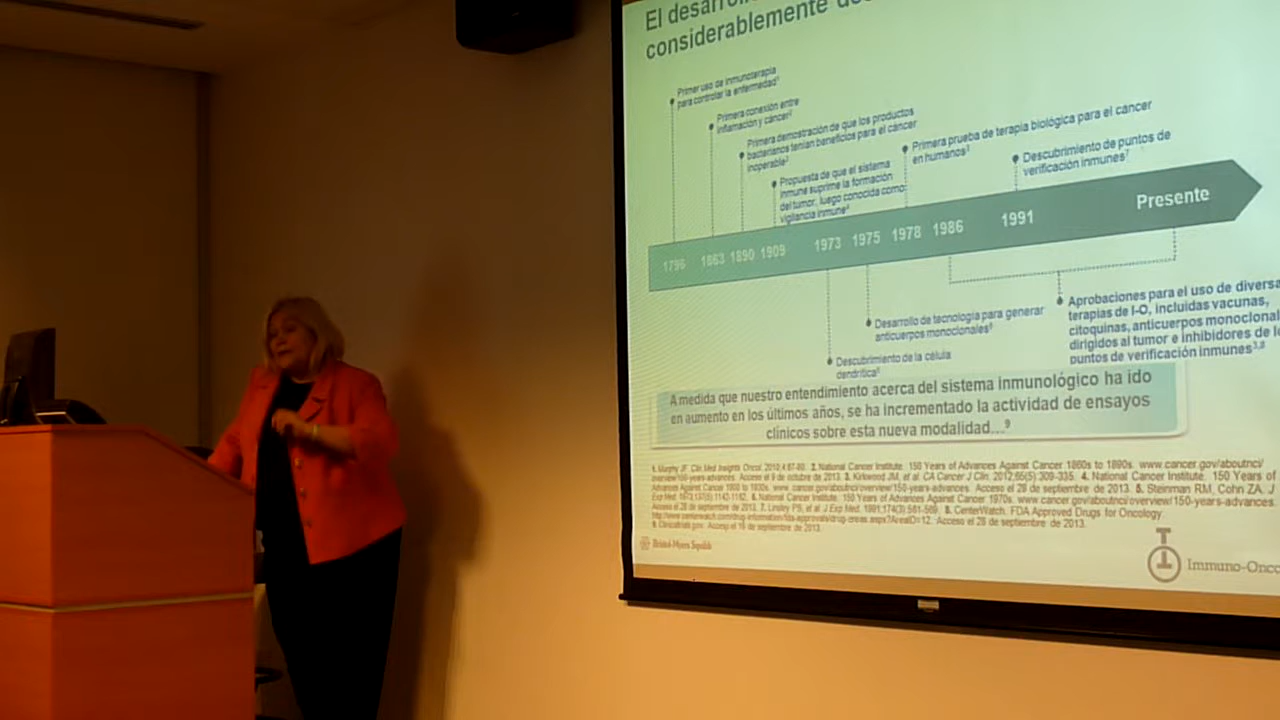 El desarrollo
considerablemente
Primer uso de inmunoterapia
para controlar la enfermedad¹
Primera conexión entre
inflamación y cáncer²
Primera demostración de que los productos
bacterianos tenían beneficios para el cáncer
inoperable³
Propuesta de que el sistema
inmune suprime la formación
del tumor, luego conocida como
vigilancia inmune⁴
Primera prueba de terapia biológica para el cáncer
en humanos³
Descubrimiento de puntos de
verificación inmunes⁷
1796 1863 1890 1909 1973 1975 1978 1986 1991 Presente
Desarrollo de tecnología para generar
anticuerpos monoclonales⁶
Descubrimiento de la célula
dendrítica⁵
Aprobaciones para el uso de diversa
terapias de I-O, incluidas vacunas,
citoquinas, anticuerpos monoclonal
dirigidos al tumor e inhibidores de lo
puntos de verificación inmunes³,⁸
A medida que nuestro entendimiento acerca del sistema inmunológico ha ido
en aumento en los últimos años, se ha incrementado la actividad de ensayos
clínicos sobre esta nueva modalidad...⁹
1. Murphy JF. Clin Med Insights Oncol. 2010;4:67-80. 2. National Cancer Institute. 150 Years of Advances Against Cancer 1860s to 1890s. www.cancer.gov/aboutnci/
overview/150-years-advances. Acceso el 9 de octubre de 2013. 3. Kirkwood JM, et al. CA Cancer J Clin. 2012;62(5):309-335. 4. National Cancer Institute. 150 Years of
Advances Against Cancer 1900 to 1930s. www.cancer.gov/aboutnci/overview/150-years-advances. Acceso el 28 de septiembre de 2013. 5. Steinman RM, Cohn ZA. J
Exp Med. 1973;137(5):1142-1162. 6. National Cancer Institute. 150 Years of Advances Against Cancer 1970s. www.cancer.gov/aboutnci/overview/150-years-advances.
Acceso el 28 de septiembre de 2013. 7. Linsley PS, et al. J Exp Med. 1991;174(3):561-569. 8. CenterWatch. FDA Approved Drugs for Oncology.
http://www.centerwatch.com/drug-information/fda-approvals/drug-areas.aspx?AreaID=12. Acceso el 28 de septiembre de 2013.
9. Clinicaltrials.gov. Acceso el 16 de septiembre de 2013.
Bristol-Myers Squibb
Immuno-Onco